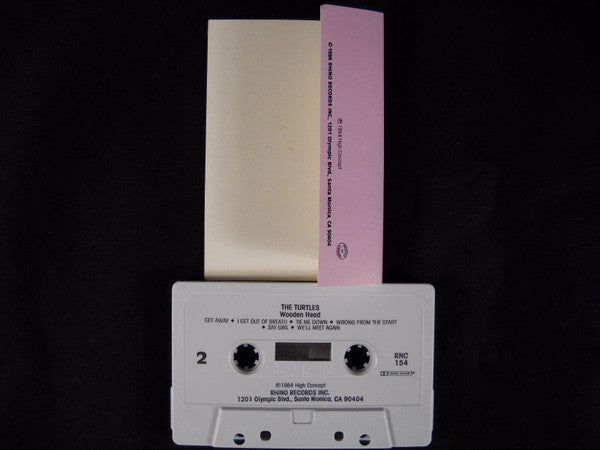 © 1986 RHINO RECORDS INC, 1201 Olympic Blvd., Santa Monica, CA 90404
℗ 1984 High Concept
THE TURTLES
Wooden Head
GET AWAY • I GET OUT OF BREATH • TIE ME DOWN • WRONG FROM THE START
• SAY GIRL • WE'LL MEET AGAIN
2
RNC
154
℗1984 High Concept
RHINO RECORDS INC.
1201 Olympic Blvd., Santa Monica, CA 90404